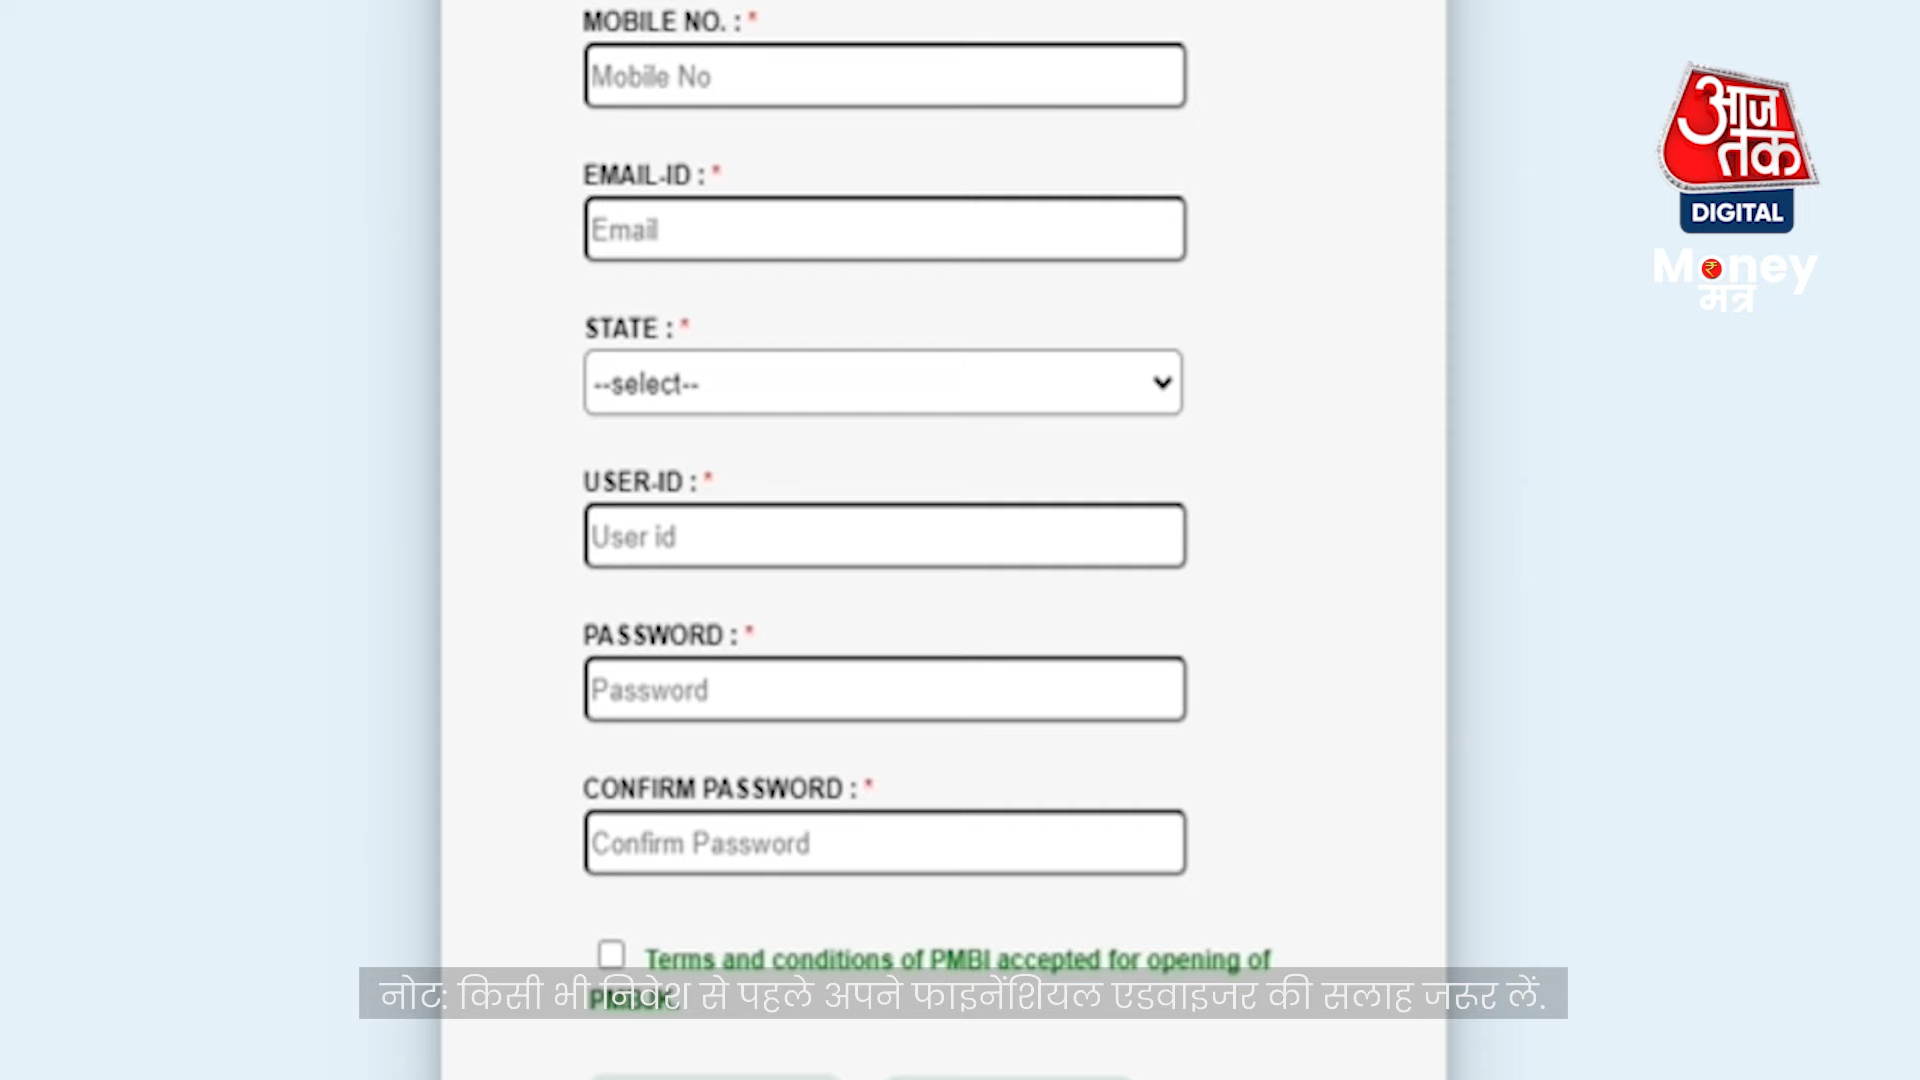 MOBILE NO. : *
Mobile No
EMAIL-ID : *
Email
STATE : *
--select--
USER-ID : *
User id
PASSWORD : *
Password
CONFIRM PASSWORD : *
Confirm Password
Terms and conditions of PMBI accepted for opening of
नोट: किसी भी निवेश से पहले अपने फाइनेंशियल एडवाइजर की सलाह जरूर लें.
आज
तक
DIGITAL
Money
मंत्र